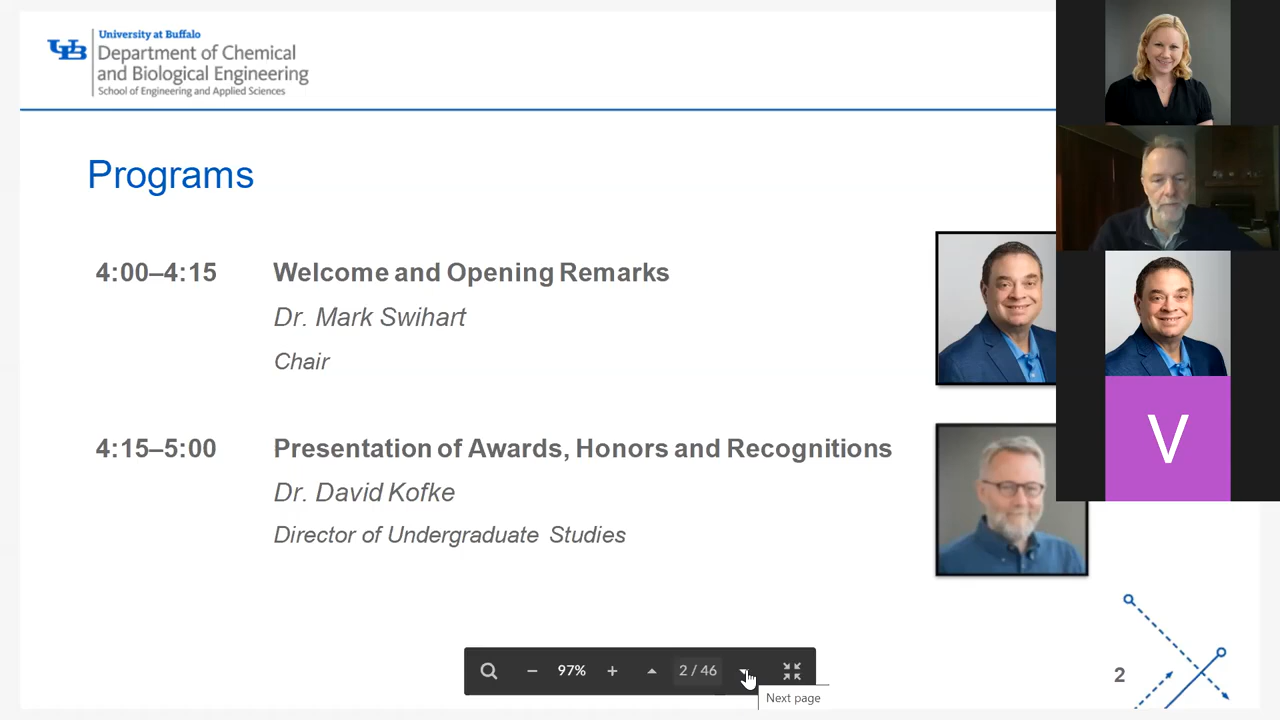 University at Buffalo
UB
Department of Chemical
and Biological Engineering
School of Engineering and Applied Sciences
Programs
4:00–4:15 Welcome and Opening Remarks
Dr. Mark Swihart
Chair
4:15–5:00 Presentation of Awards, Honors and Recognitions
Dr. David Kofke
Director of Undergraduate Studies
V
97% 2 / 46
2
Next page